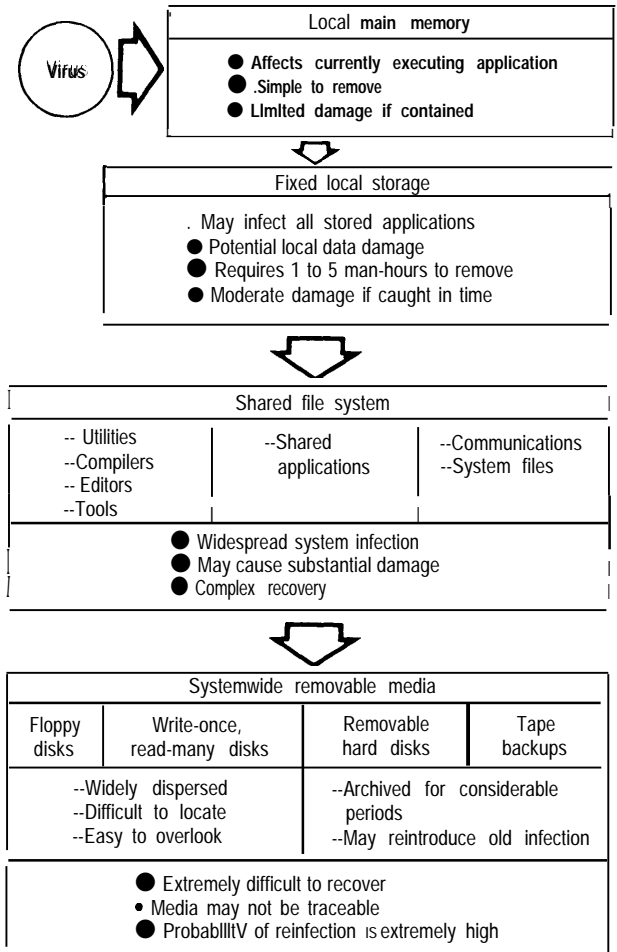 Virus
Local main memory
● Affects currently executing application
● .Simple to remove
● LImIted damage if contained
Fixed local storage
. May infect all stored applications
● Potential local data damage
● Requires 1 to 5 man-hours to remove
● Moderate damage if caught in time
Shared file system
-- Utilities
--Compilers
-- Editors
--Tools
--Shared
applications
--Communications
--System files
● Widespread system infection
● May cause substantial damage
● Complex recovery
Systemwide removable media
Floppy
disks
Write-once,
read-many disks
Removable
hard disks
Tape
backups
--Widely dispersed
--Difficult to locate
--Easy to overlook
--Archived for considerable
periods
--May reintroduce old infection
● Extremely difficult to recover
• Media may not be traceable
● ProbabIlItV of reinfection IS extremely high